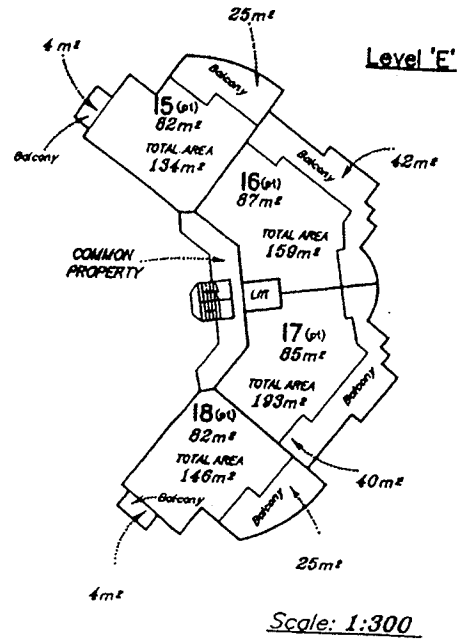 25m²
4m²
Level 'E'
Balcony
15(pt)
82m²
Balcony
TOTAL AREA
134m²
Balcony
42m²
16(pt)
87m²
TOTAL AREA
159m²
COMMON
PROPERTY
Lift
17(pt)
85m²
TOTAL AREA
193m²
Balcony
18(pt)
82m²
TOTAL AREA
146m²
40m²
Balcony
Balcony
25m²
4m²
Scale: 1:300